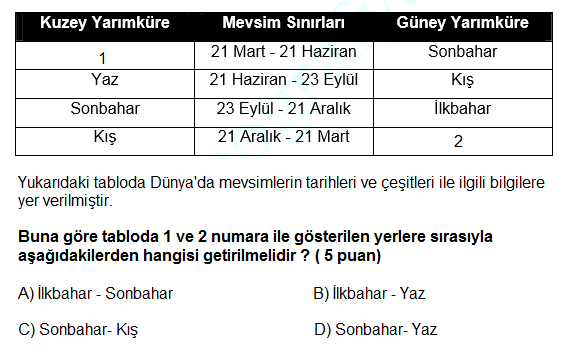 Kuzey Yarımküre Mevsim Sınırları Güney Yarımküre
1 21 Mart - 21 Haziran Sonbahar
Yaz 21 Haziran - 23 Eylül Kış
Sonbahar 23 Eylül - 21 Aralık İlkbahar
Kış 21 Aralık - 21 Mart 2
Yukarıdaki tabloda Dünya'da mevsimlerin tarihleri ve çeşitleri ile ilgili bilgilere
yer verilmiştir.
Buna göre tabloda 1 ve 2 numara ile gösterilen yerlere sırasıyla
aşağıdakilerden hangisi getirilmelidir ? ( 5 puan)
A) İlkbahar - Sonbahar B) İlkbahar - Yaz
C) Sonbahar- Kış D) Sonbahar- Yaz